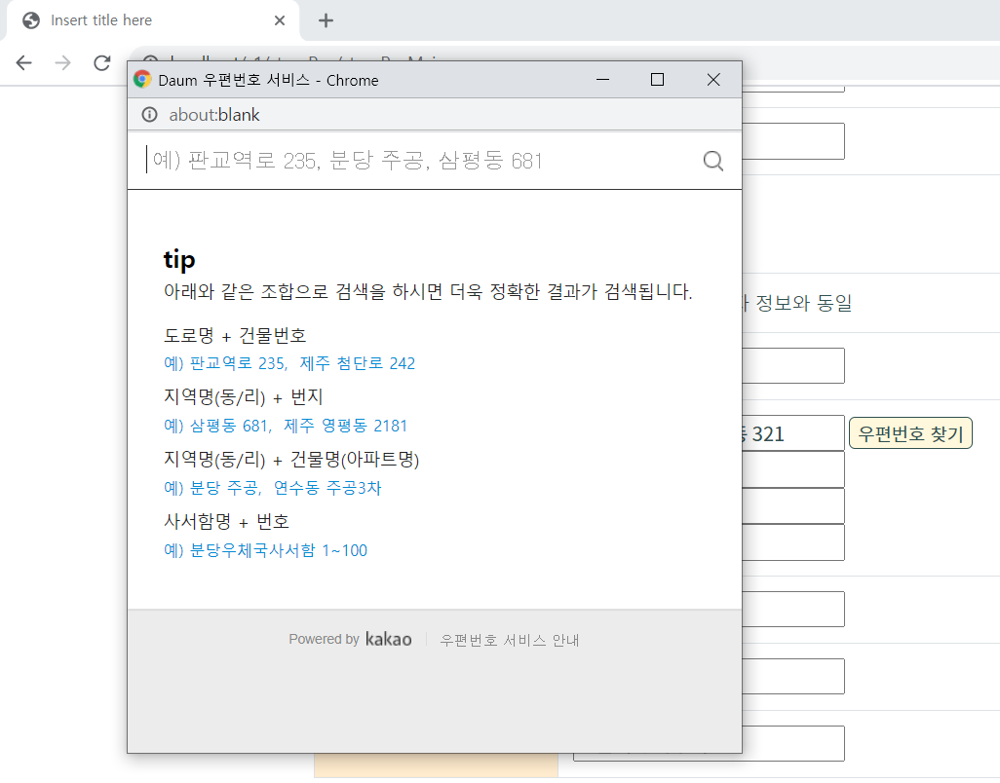 Insert title here
Daum 우편번호 서비스 - Chrome
about:blank
예) 판교역로 235, 분당 주공, 삼평동 681
tip
아래와 같은 조합으로 검색을 하시면 더욱 정확한 결과가 검색됩니다.
정보와 동일
도로명 + 건물번호
예) 판교역로 235, 제주 첨단로 242
지역명(동/리) + 번지
예) 삼평동 681, 제주 영평동 2181
321
우편번호 찾기
지역명(동/리) + 건물명(아파트명)
예) 분당 주공, 연수동 주공3차
사서함명 + 번호
예) 분당우체국사서함 1~100
Powered by kakao
우편번호 서비스 안내